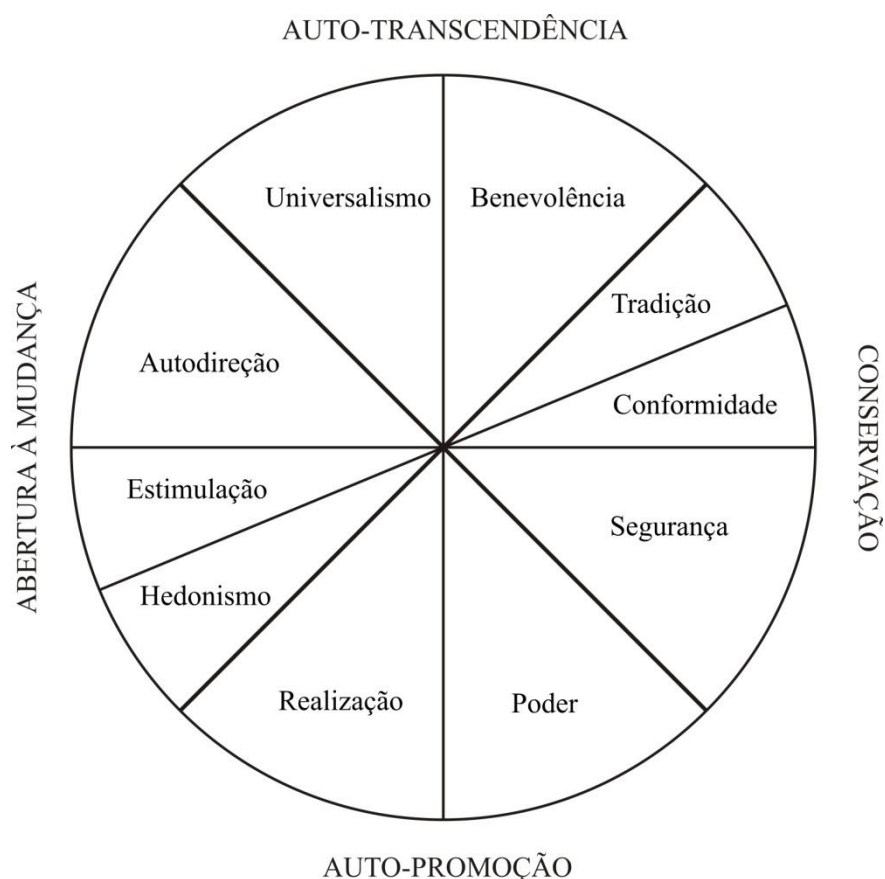 AUTO-TRANSCENDÊNCIA
Universalismo
Benevolência
Tradição
Autodireção
Conformidade
ABERTURA À MUDANÇA
CONSERVAÇÃO
Estimulação
Segurança
Hedonismo
Realização
Poder
AUTO-PROMOÇÃO